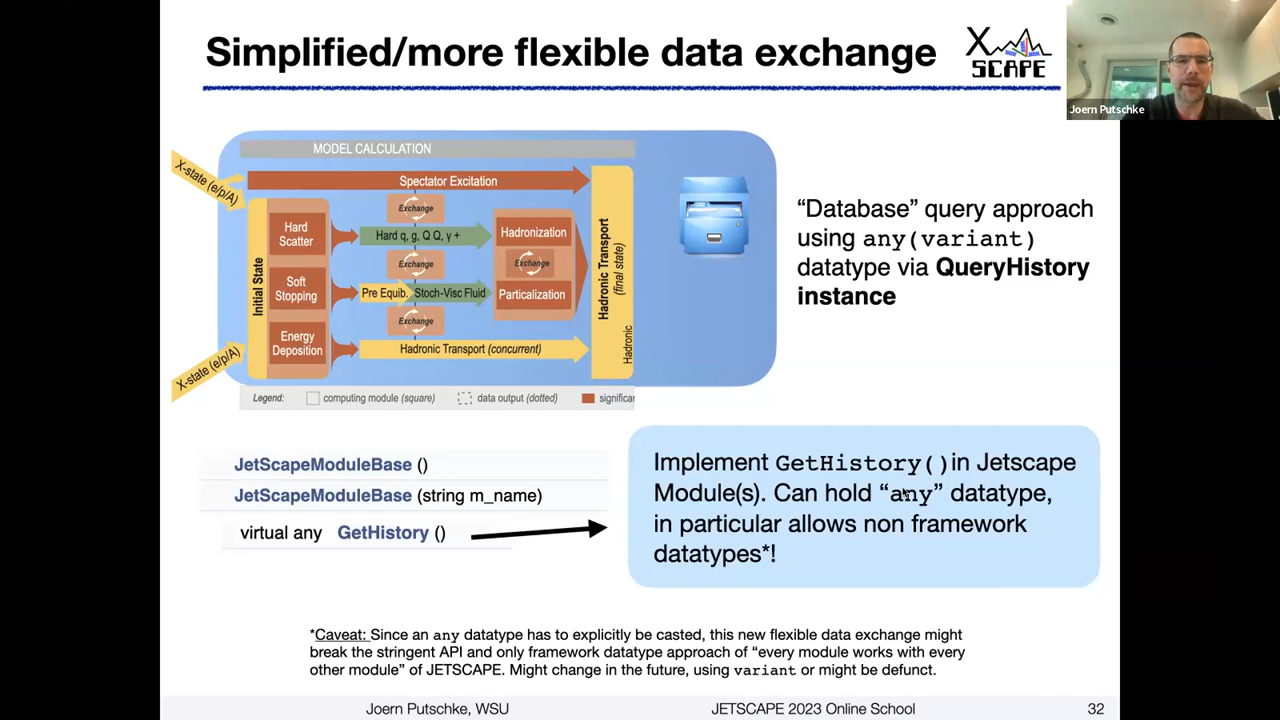 Simplified/more flexible data exchange
X
SCAPE
Joern Putschke
MODEL CALCULATION
X-state (e/p/A)
Spectator Excitation
Exchange
Hard
Scatter
Hard q, g, Q Q, γ +
Hadronization
Exchange
Exchange
Initial State
Soft
Stopping
Pre Equib.
Stoch-Visc Fluid
Particalization
Hadronic Transport
(final state)
Exchange
Energy
Deposition
Hadronic Transport (concurrent)
Hadronic
X-state (e/p/A)
Legend:
computing module (square)
data output (dotted)
significar
“Database” query approach
using any(variant)
datatype via QueryHistory
instance
JetScapeModuleBase ()
JetScapeModuleBase (string m_name)
virtual any GetHistory ()
Implement GetHistory()in Jetscape
Module(s). Can hold “any” datatype,
in particular allows non framework
datatypes*!
*Caveat: Since an any datatype has to explicitly be casted, this new flexible data exchange might
break the stringent API and only framework datatype approach of “every module works with every
other module” of JETSCAPE. Might change in the future, using variant or might be defunct.
Joern Putschke, WSU
JETSCAPE 2023 Online School
32